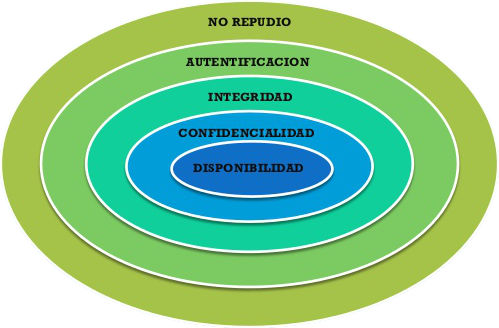 NO REPUDIO
AUTENTIFICACION
INTEGRIDAD
CONFIDENCIALIDAD
DISPONIBILIDAD